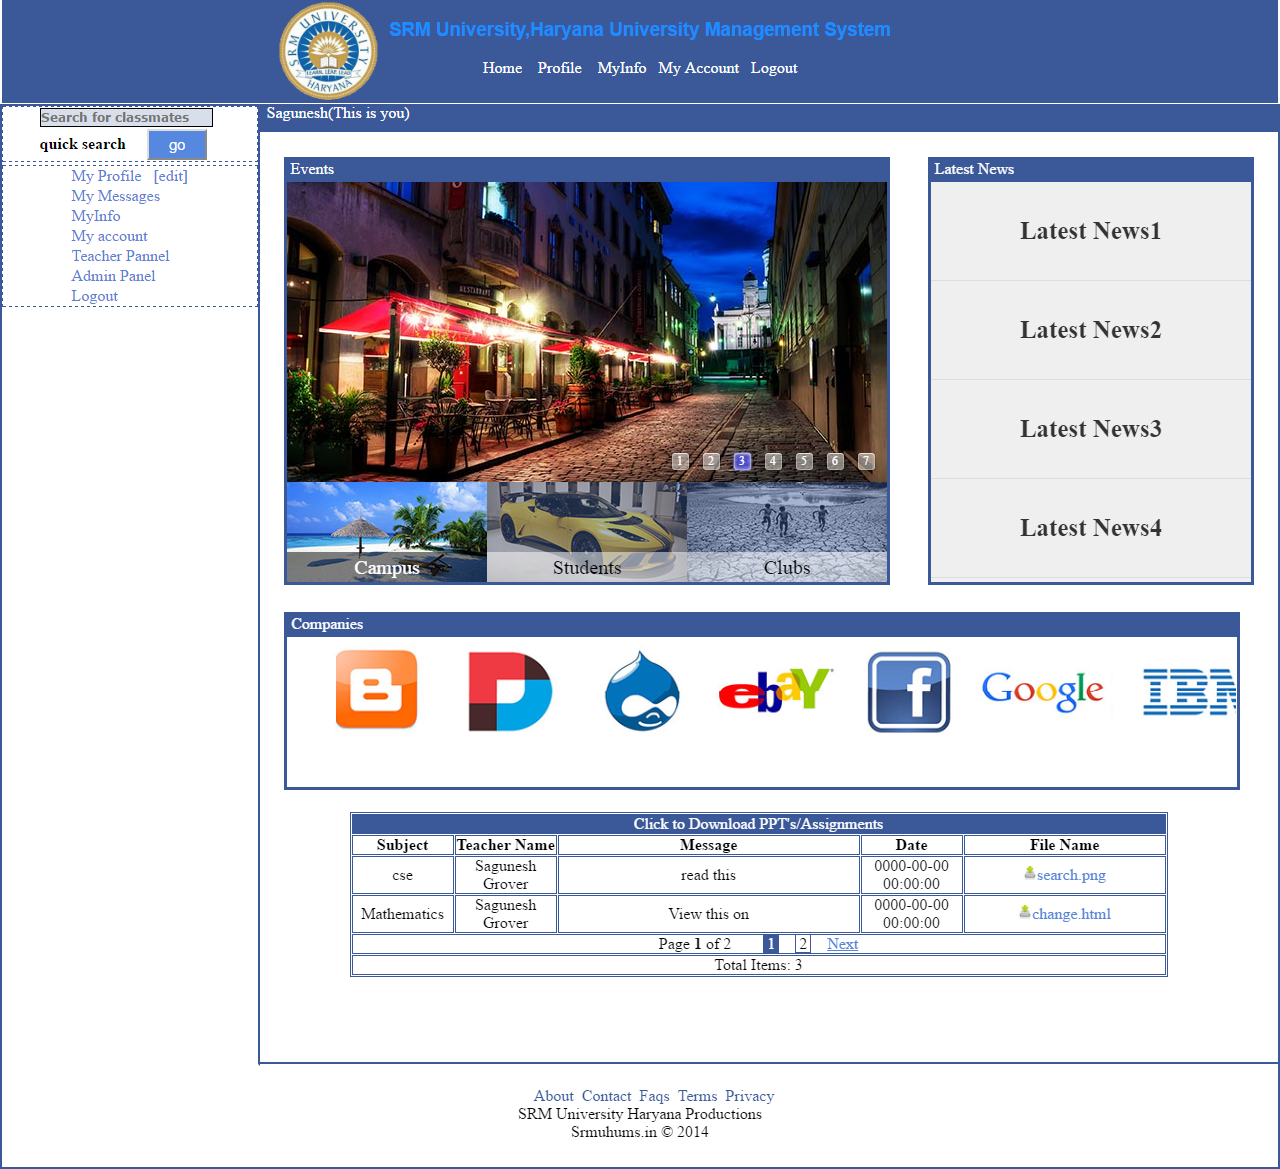 SRM UNIVERSITY
LEARN, LEAP, LEAD
HARYANA
SRM University,Haryana University Management System
Home Profile MyInfo My Account Logout
Search for classmates
quick search go
My Profile [edit]
My Messages
MyInfo
My account
Teacher Pannel
Admin Panel
Logout
Sagunesh(This is you)
Events
RESTAURANT
1 2 3 4 5 6 7
Campus Students Clubs
Latest News
Latest News1
Latest News2
Latest News3
Latest News4
Companies
ebay Google IBM
Click to Download PPT's/Assignments
Subject Teacher Name Message Date File Name
cse Sagunesh Grover read this 0000-00-00 00:00:00 search.png
Mathematics Sagunesh Grover View this on 0000-00-00 00:00:00 change.html
Page 1 of 2 1 2 Next
Total Items: 3
About Contact Faqs Terms Privacy
SRM University Haryana Productions
Srmuhums.in © 2014